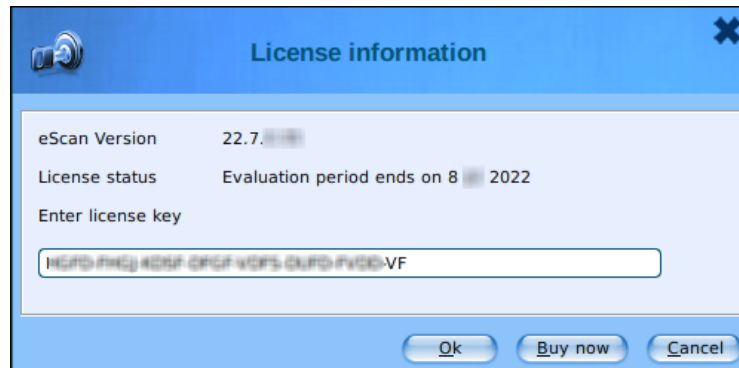 License information
eScan Version 22.7.
License status Evaluation period ends on 8 2022
Enter license key
-VF
Ok Buy now Cancel